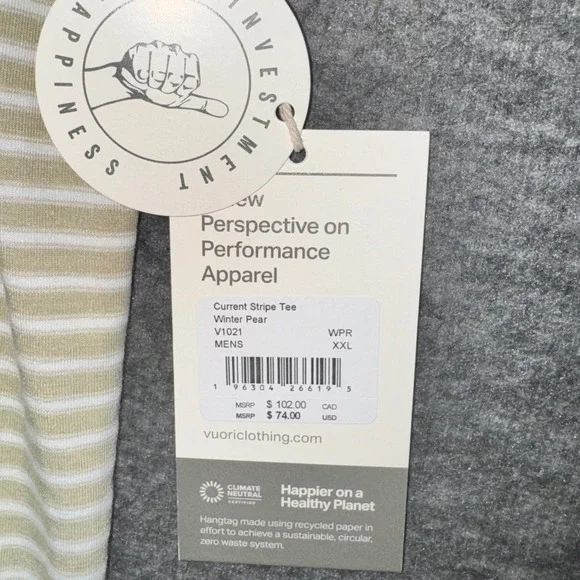 INVESTMENT
HAPPINESS
Perspective on
Performance
Apparel
Current Stripe Tee
Winter Pear
V1021 WPR
MENS XXL
1 96304 26619 5
MSRP $ 102.00 CAD
MSRP $ 74.00 USD
vuoriclothing.com
CLIMATE
NEUTRAL
CERTIFIED
Happier on a
Healthy Planet
Hangtag made using recycled paper in
effort to achieve a sustainable, circular,
zero waste system.